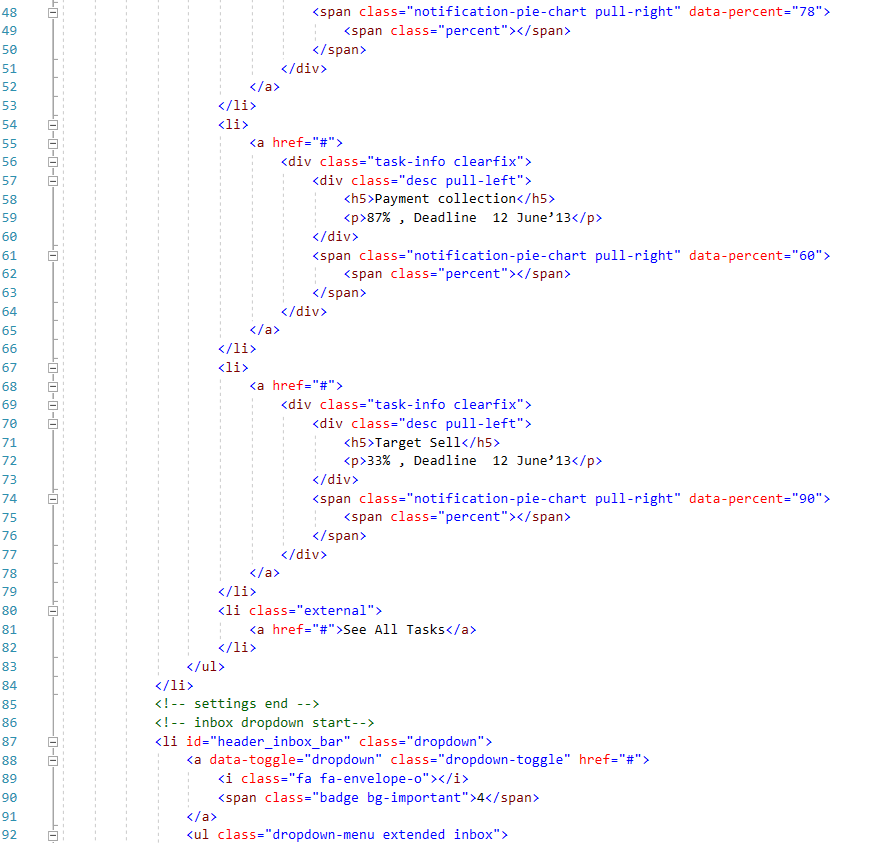 48 <span class="notification-pie-chart pull-right" data-percent="78">
49 <span class="percent"></span>
50 </span>
51 </div>
52 </a>
53 </li>
54 <li>
55 <a href="#">
56 <div class="task-info clearfix">
57 <div class="desc pull-left">
58 <h5>Payment collection</h5>
59 <p>87% , Deadline  12 June’13</p>
60 </div>
61 <span class="notification-pie-chart pull-right" data-percent="60">
62 <span class="percent"></span>
63 </span>
64 </div>
65 </a>
66 </li>
67 <li>
68 <a href="#">
69 <div class="task-info clearfix">
70 <div class="desc pull-left">
71 <h5>Target Sell</h5>
72 <p>33% , Deadline  12 June’13</p>
73 </div>
74 <span class="notification-pie-chart pull-right" data-percent="90">
75 <span class="percent"></span>
76 </span>
77 </div>
78 </a>
79 </li>
80 <li class="external">
81 <a href="#">See All Tasks</a>
82 </li>
83 </ul>
84 </li>
85 <!-- settings end -->
86 <!-- inbox dropdown start-->
87 <li id="header_inbox_bar" class="dropdown">
88 <a data-toggle="dropdown" class="dropdown-toggle" href="#">
89 <i class="fa fa-envelope-o"></i>
90 <span class="badge bg-important">4</span>
91 </a>
92 <ul class="dropdown-menu extended inbox">